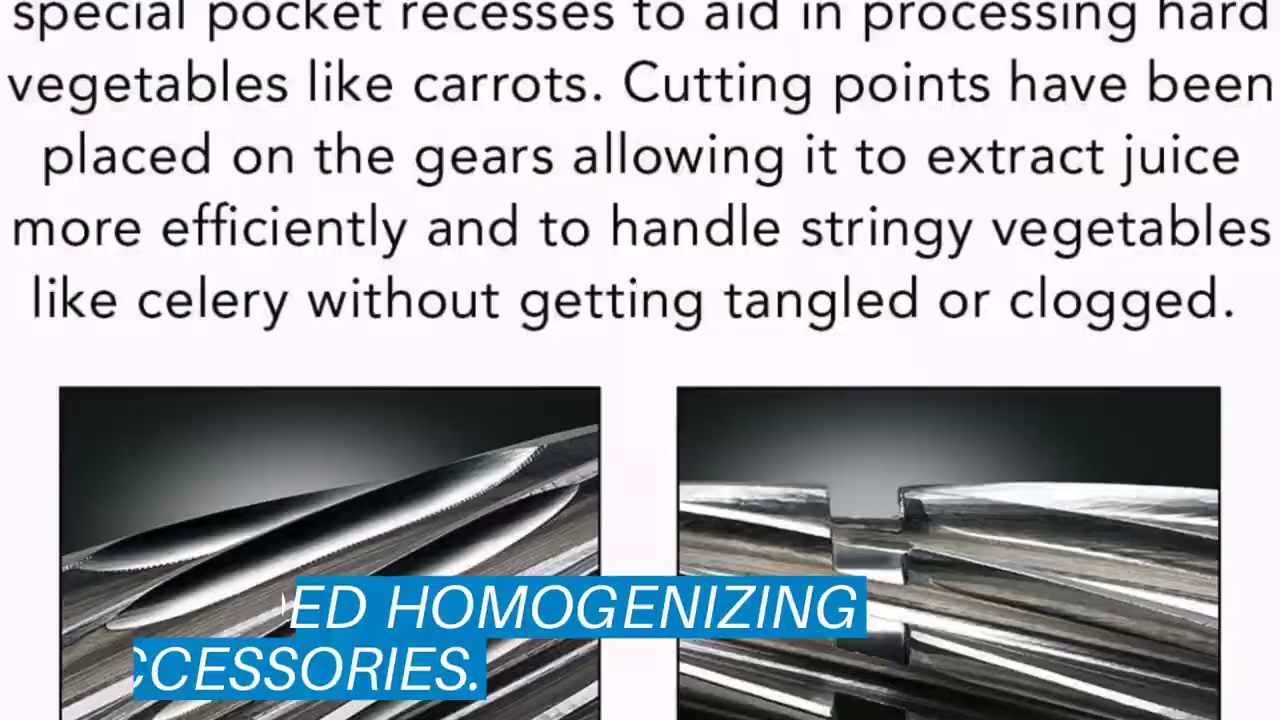 special pocket recesses to aid in processing hard
vegetables like carrots. Cutting points have been
placed on the gears allowing it to extract juice
more efficiently and to handle stringy vegetables
like celery without getting tangled or clogged.
HOMOGENIZING